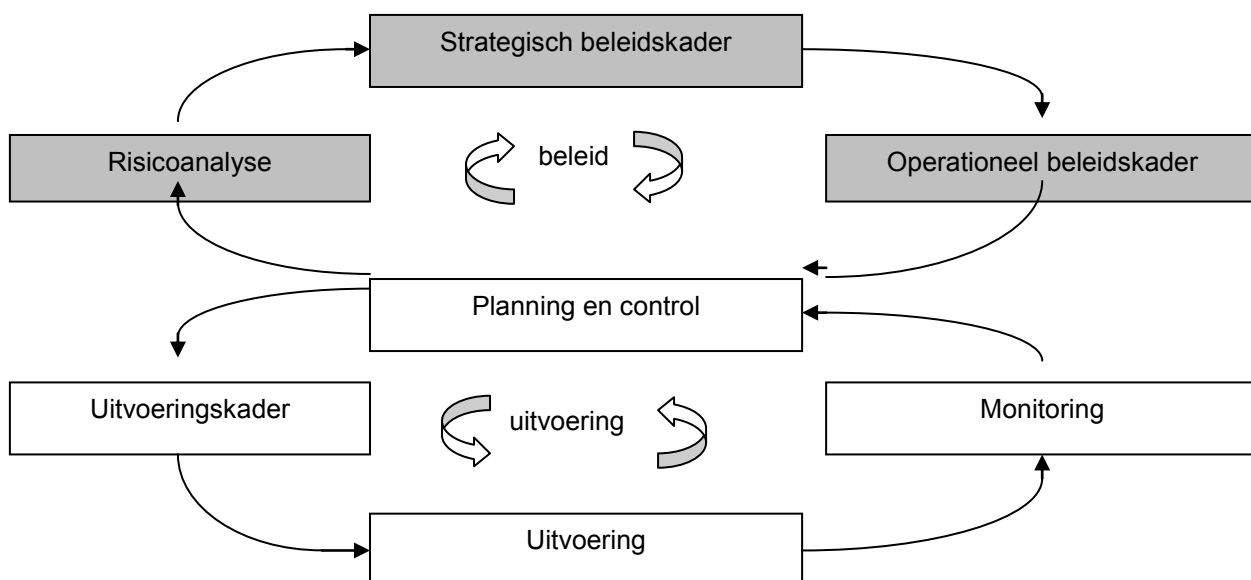 Strategisch beleidskader
Risicoanalyse
beleid
Operationeel beleidskader
Planning en control
Uitvoeringskader
uitvoering
Monitoring
Uitvoering